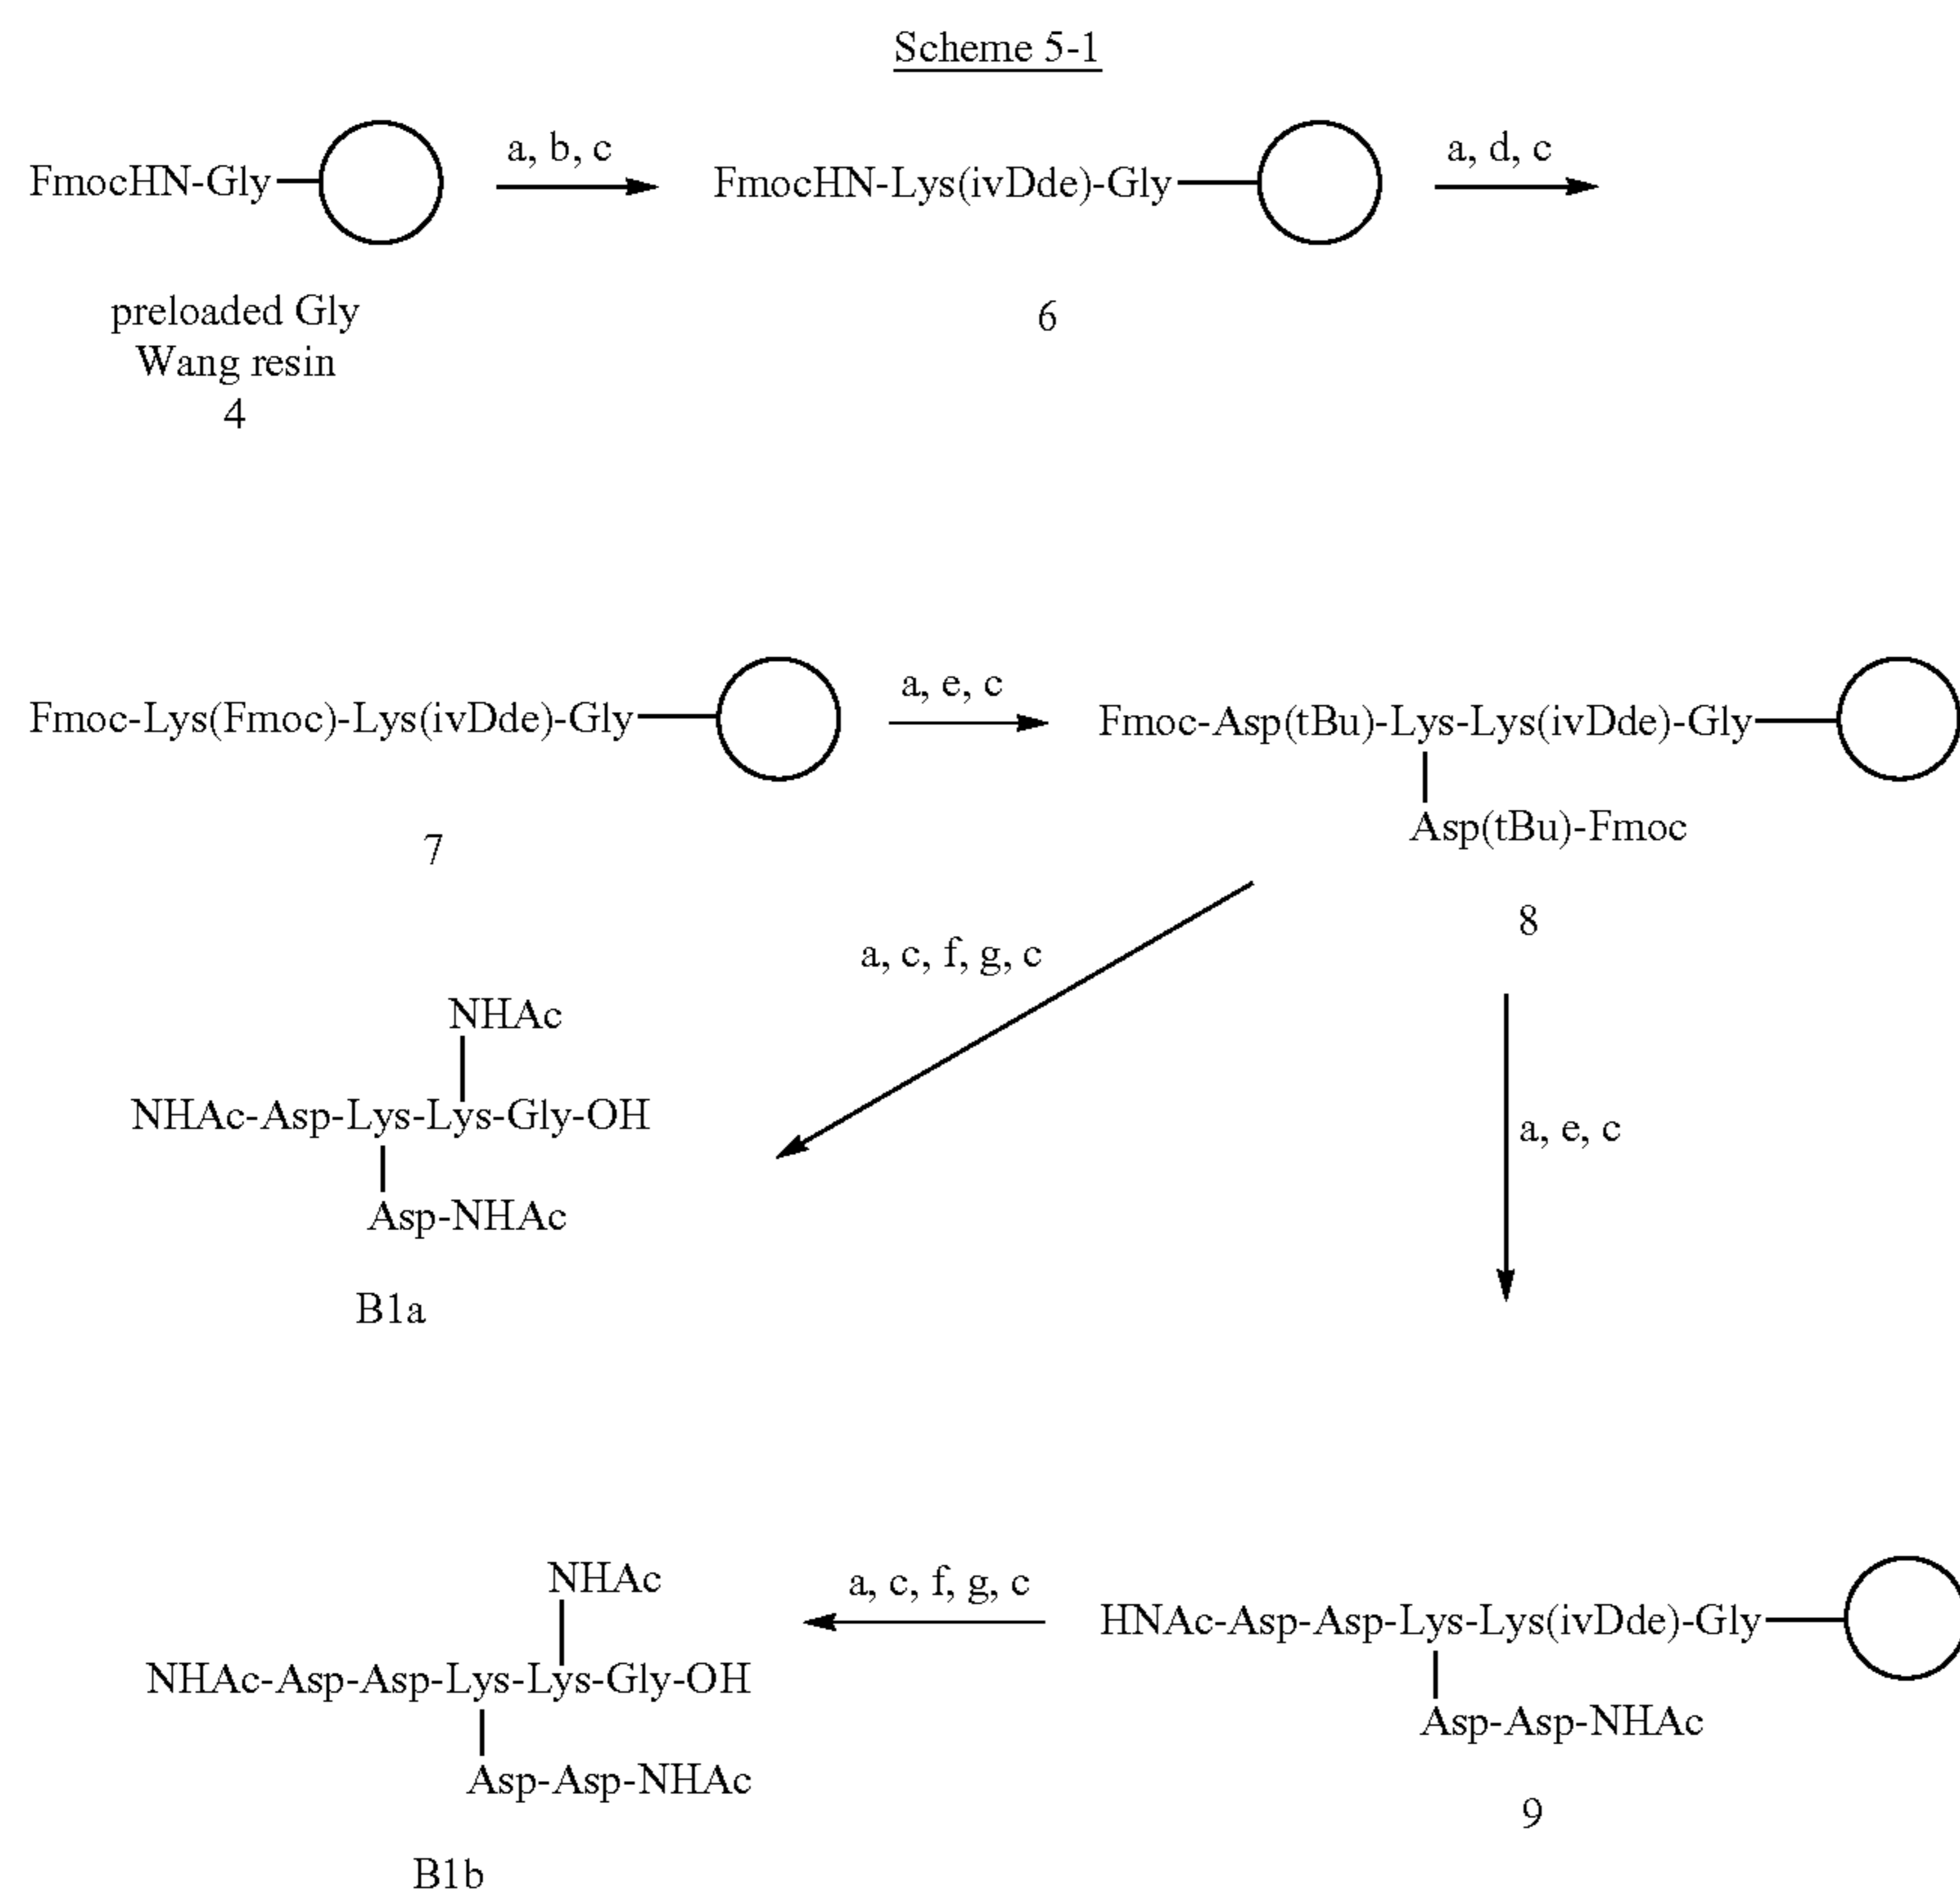 Scheme 5-1
FmocHN-Gly
a, b, c
FmocHN-Lys(ivDde)-Gly
a, d, c
preloaded Gly
Wang resin
4
6
Fmoc-Lys(Fmoc)-Lys(ivDde)-Gly
a, e, c
Fmoc-Asp(tBu)-Lys-Lys(ivDde)-Gly
Asp(tBu)-Fmoc
7
8
a, c, f, g, c
NHAc
NHAc-Asp-Lys-Lys-Gly-OH
Asp-NHAc
B1a
a, e, c
NHAc
NHAc-Asp-Asp-Lys-Lys-Gly-OH
Asp-Asp-NHAc
B1b
a, c, f, g, c
HNAc-Asp-Asp-Lys-Lys(ivDde)-Gly
Asp-Asp-NHAc
9